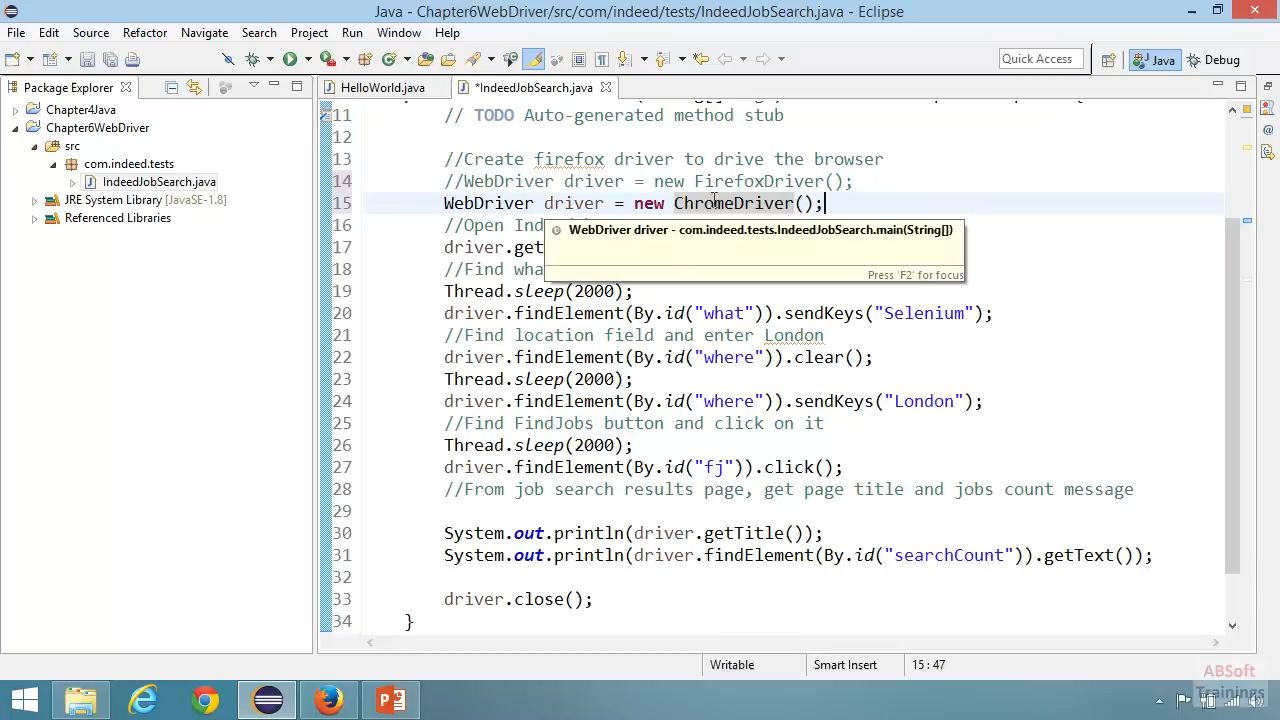 Java - Chapter6WebDriver/src/com/indeed/tests/IndeedJobSearch.java - Eclipse
File Edit Source Refactor Navigate Search Project Run Window Help
Quick Access Java Debug
Package Explorer HelloWorld.java *IndeedJobSearch.java
Chapter4Java
Chapter6WebDriver
src
com.indeed.tests
IndeedJobSearch.java
JRE System Library [JavaSE-1.8]
Referenced Libraries
11 // TODO Auto-generated method stub
12
13 //Create firefox driver to drive the browser
14 //WebDriver driver = new FirefoxDriver();
15 WebDriver driver = new ChromeDriver();
16 //Open Ind
WebDriver driver - com.indeed.tests.IndeedJobSearch.main(String[])
17 driver.get
18 //Find wha
Press 'F2' for focus
19 Thread.sleep(2000);
20 driver.findElement(By.id("what")).sendKeys("Selenium");
21 //Find location field and enter London
22 driver.findElement(By.id("where")).clear();
23 Thread.sleep(2000);
24 driver.findElement(By.id("where")).sendKeys("London");
25 //Find FindJobs button and click on it
26 Thread.sleep(2000);
27 driver.findElement(By.id("fj")).click();
28 //From job search results page, get page title and jobs count message
29
30 System.out.println(driver.getTitle());
31 System.out.println(driver.findElement(By.id("searchCount")).getText());
32
33 driver.close();
34 }
Writable Smart Insert 15 : 47
ABSoft
Trainings